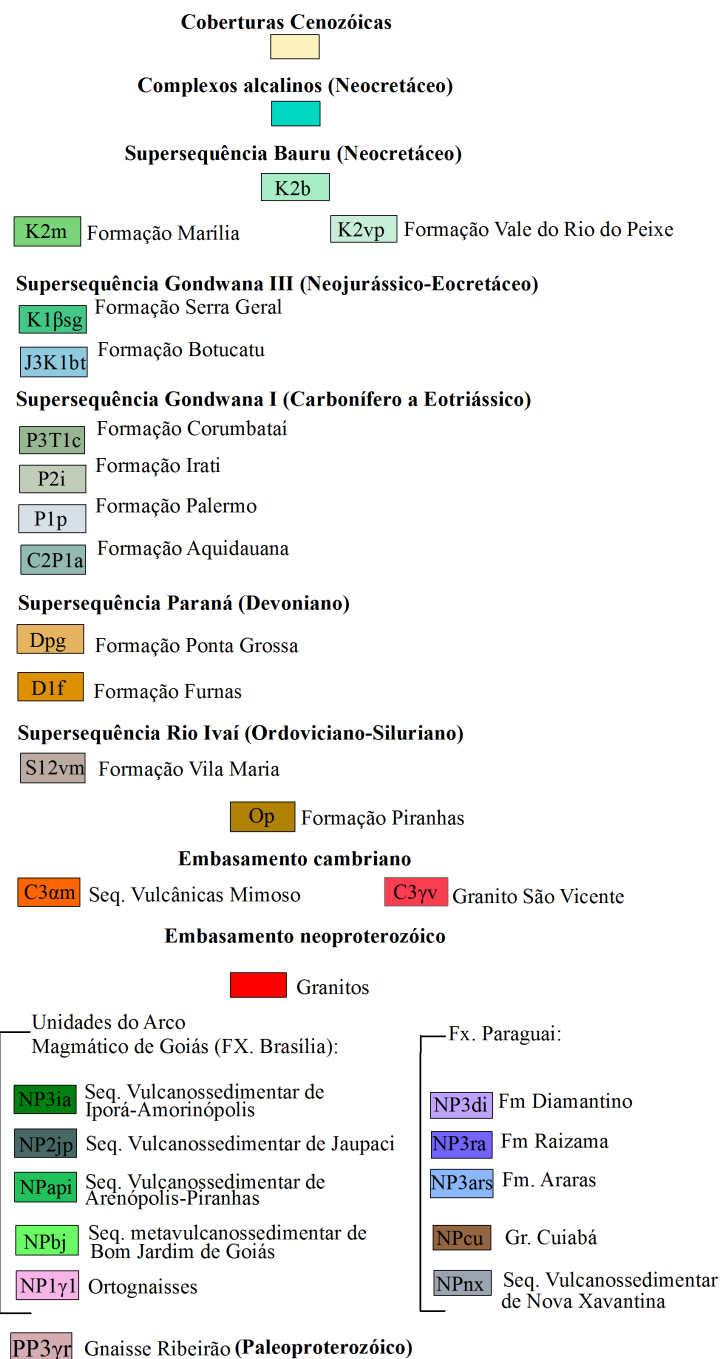 Coberturas Cenozóicas
Complexos alcalinos (Neocretáceo)
Supersequência Bauru (Neocretáceo)
K2b
K2m Formação Marília
K2vp Formação Vale do Rio do Peixe
Supersequência Gondwana III (Neojurássico-Eocretáceo)
K1βsg Formação Serra Geral
J3K1bt Formação Botucatu
Supersequência Gondwana I (Carbonífero a Eotriássico)
P3T1c Formação Corumbataí
P2i Formação Irati
P1p Formação Palermo
C2P1a Formação Aquidauana
Supersequência Paraná (Devoniano)
Dpg Formação Ponta Grossa
D1f Formação Furnas
Supersequência Rio Ivaí (Ordoviciano-Siluriano)
S12vm Formação Vila Maria
Op Formação Piranhas
Embasamento cambriano
C3αm Seq. Vulcânicas Mimoso
C3γv Granito São Vicente
Embasamento neoproterozóico
Granitos
Unidades do Arco
Magmático de Goiás (FX. Brasília):
NP3ia Seq. Vulcanossedimentar de
Iporá-Amorinópolis
NP2jp Seq. Vulcanossedimentar de Jaupaci
NPapi Seq. Vulcanossedimentar de
Arenópolis-Piranhas
NPbj Seq. metavulcanossedimentar de
Bom Jardim de Goiás
NP1γ1 Ortognaisses
Fx. Paraguai:
NP3di Fm Diamantino
NP3ra Fm Raizama
NP3ars Fm. Araras
NPcu Gr. Cuiabá
NPnx Seq. Vulcanossedimentar
de Nova Xavantina
PP3γr Gnaisse Ribeirão (Paleoproterozóico)